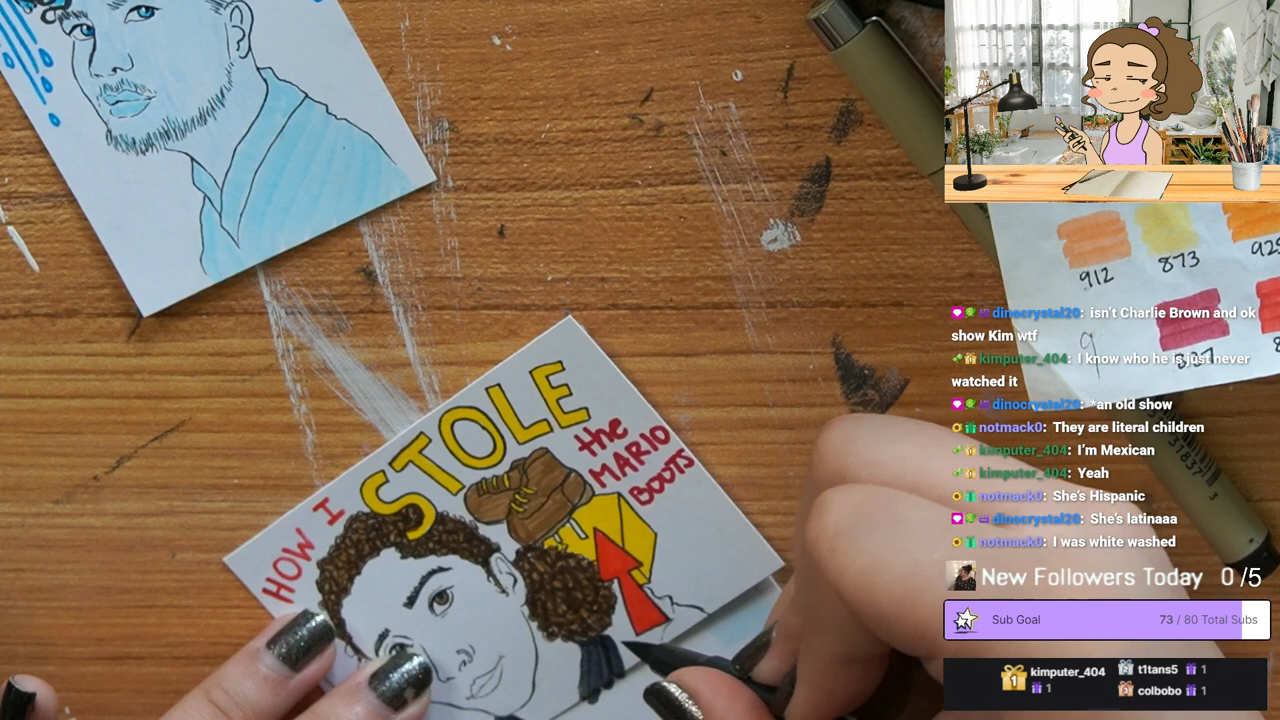 HOW I
STOLE
the
MARIO
BOOTS
912
873
dinocrystal20: isn't Charlie Brown and ok
show Kim wtf
kimputer_404: I know who he is just never
watched it
dinocrystal20: *an old show
notmack0: They are literal children
kimputer_404: I'm Mexican
kimputer_404: Yeah
notmack0: She's Hispanic
dinocrystal20: She's latinaaa
notmack0: I was white washed
New Followers Today 0 /5
Sub Goal 73 / 80 Total Subs
1 kimputer_404 1
t1tans5 1
colbobo 1